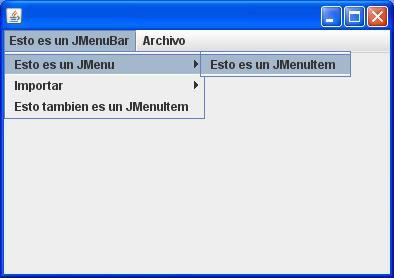 Esto es un JMenuBar Archivo
Esto es un JMenu Esto es un JMenuItem
Importar
Esto tambien es un JMenuItem